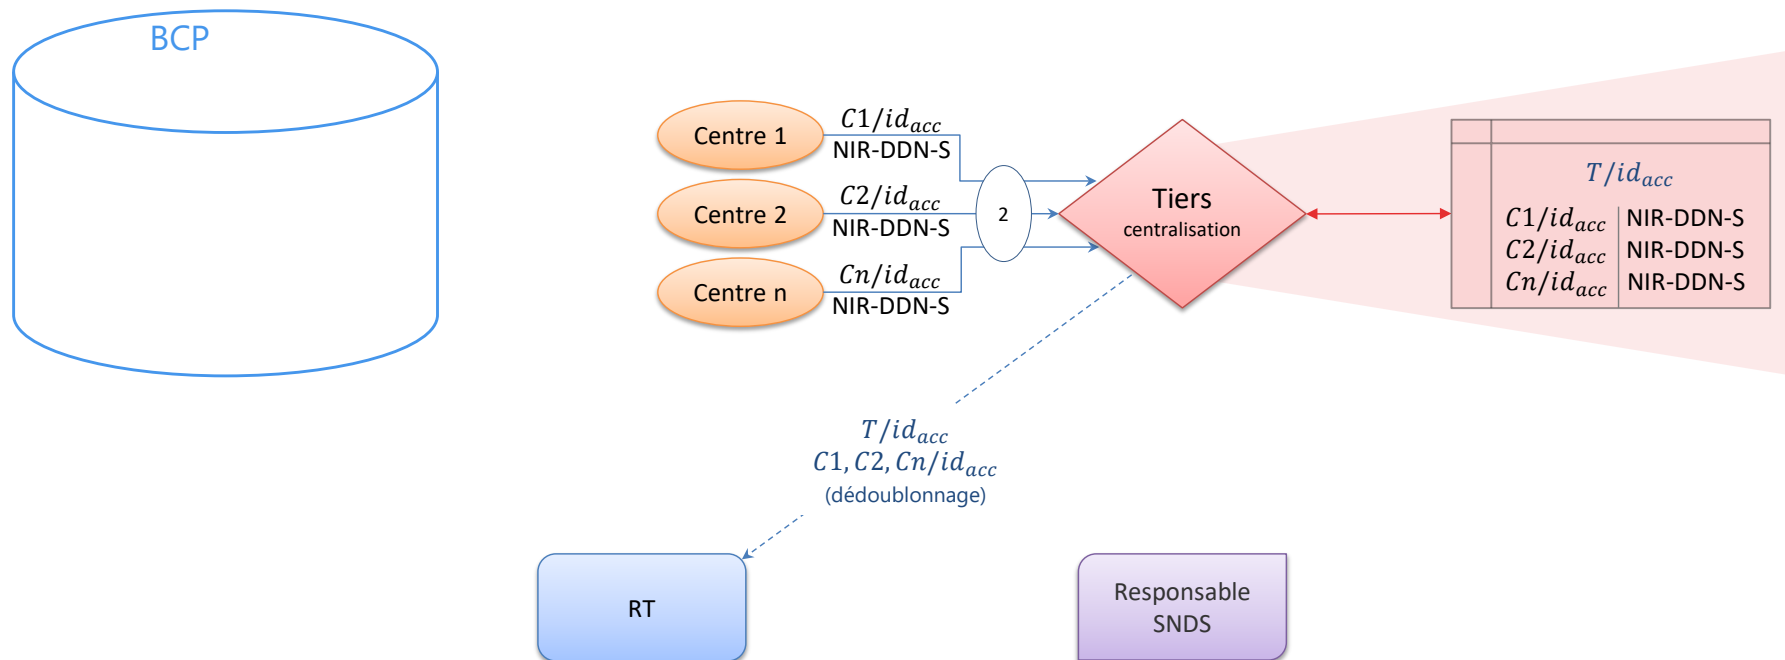 BCP
Centre 1
C1/id_acc
NIR-DDN-S
Centre 2
C2/id_acc
NIR-DDN-S
Centre n
Cn/id_acc
NIR-DDN-S
2
Tiers
centralisation
T/id_acc
C1/id_acc NIR-DDN-S
C2/id_acc NIR-DDN-S
Cn/id_acc NIR-DDN-S
T/id_acc
C1, C2, Cn/id_acc
(dédoublonnage)
RT
Responsable
SNDS